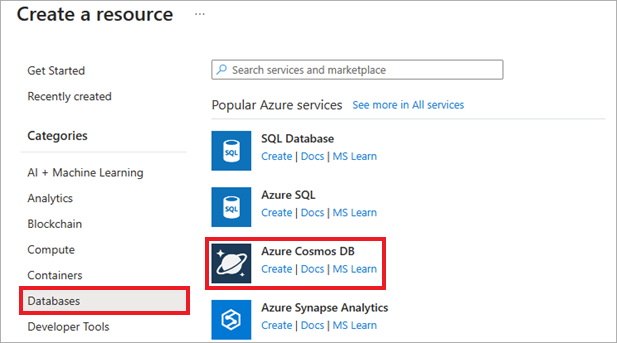 Create a resource ...
Get Started
Recently created
Categories
AI + Machine Learning
Analytics
Blockchain
Compute
Containers
Databases
Developer Tools
Search services and marketplace
Popular Azure services See more in All services
SQL
SQL Database
Create | Docs | MS Learn
SQL
Azure SQL
Create | Docs | MS Learn
Azure Cosmos DB
Create | Docs | MS Learn
Azure Synapse Analytics
Create | Docs | MS Learn